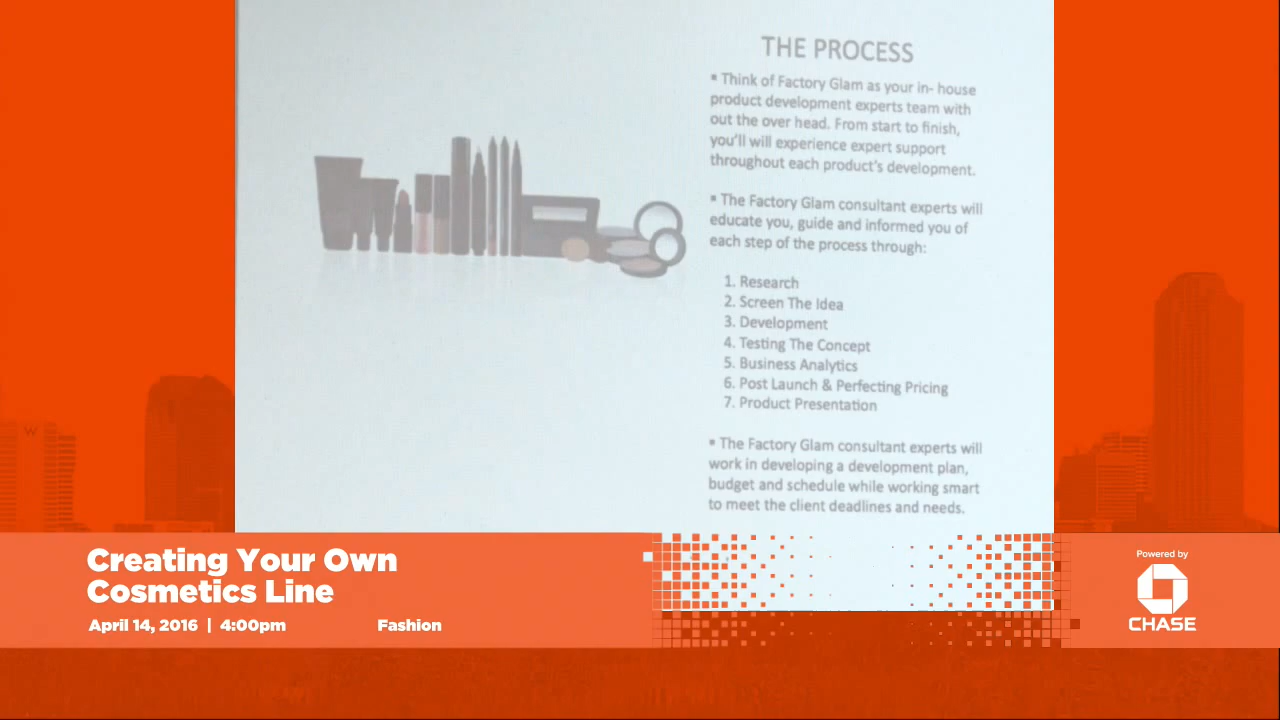 THE PROCESS
▪ Think of Factory Glam as your in- house
product development experts team with
out the over head. From start to finish,
you'll will experience expert support
throughout each product's development.
▪ The Factory Glam consultant experts will
educate you, guide and informed you of
each step of the process through:
1. Research
2. Screen The Idea
3. Development
4. Testing The Concept
5. Business Analytics
6. Post Launch & Perfecting Pricing
7. Product Presentation
▪ The Factory Glam consultant experts will
work in developing a development plan,
budget and schedule while working smart
to meet the client deadlines and needs.
Creating Your Own
Cosmetics Line
April 14, 2016 | 4:00pm Fashion
Powered by
CHASE
W